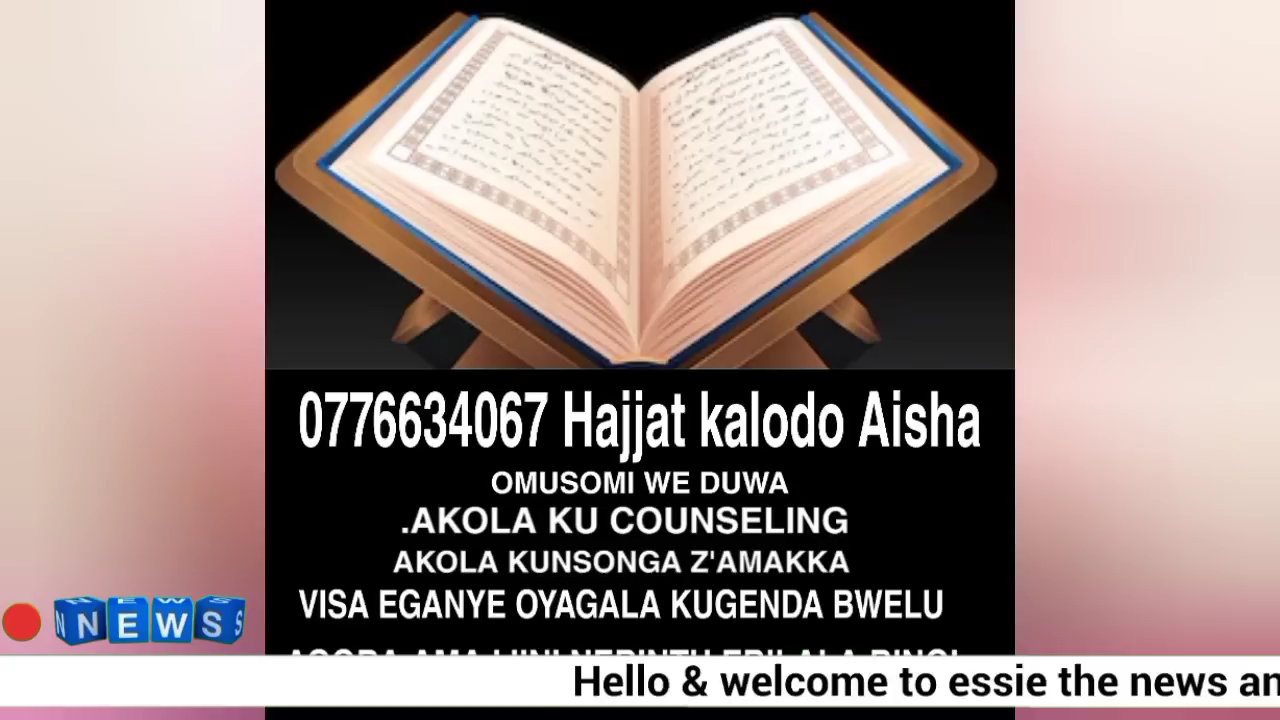 0776634067 Hajjat kalodo Aisha
OMUSOMI WE DUWA
.AKOLA KU COUNSELING
AKOLA KUNSONGA Z'AMAKKA
VISA EGANYE OYAGALA KUGENDA BWELU
NEWS
Hello & welcome to essie the news an